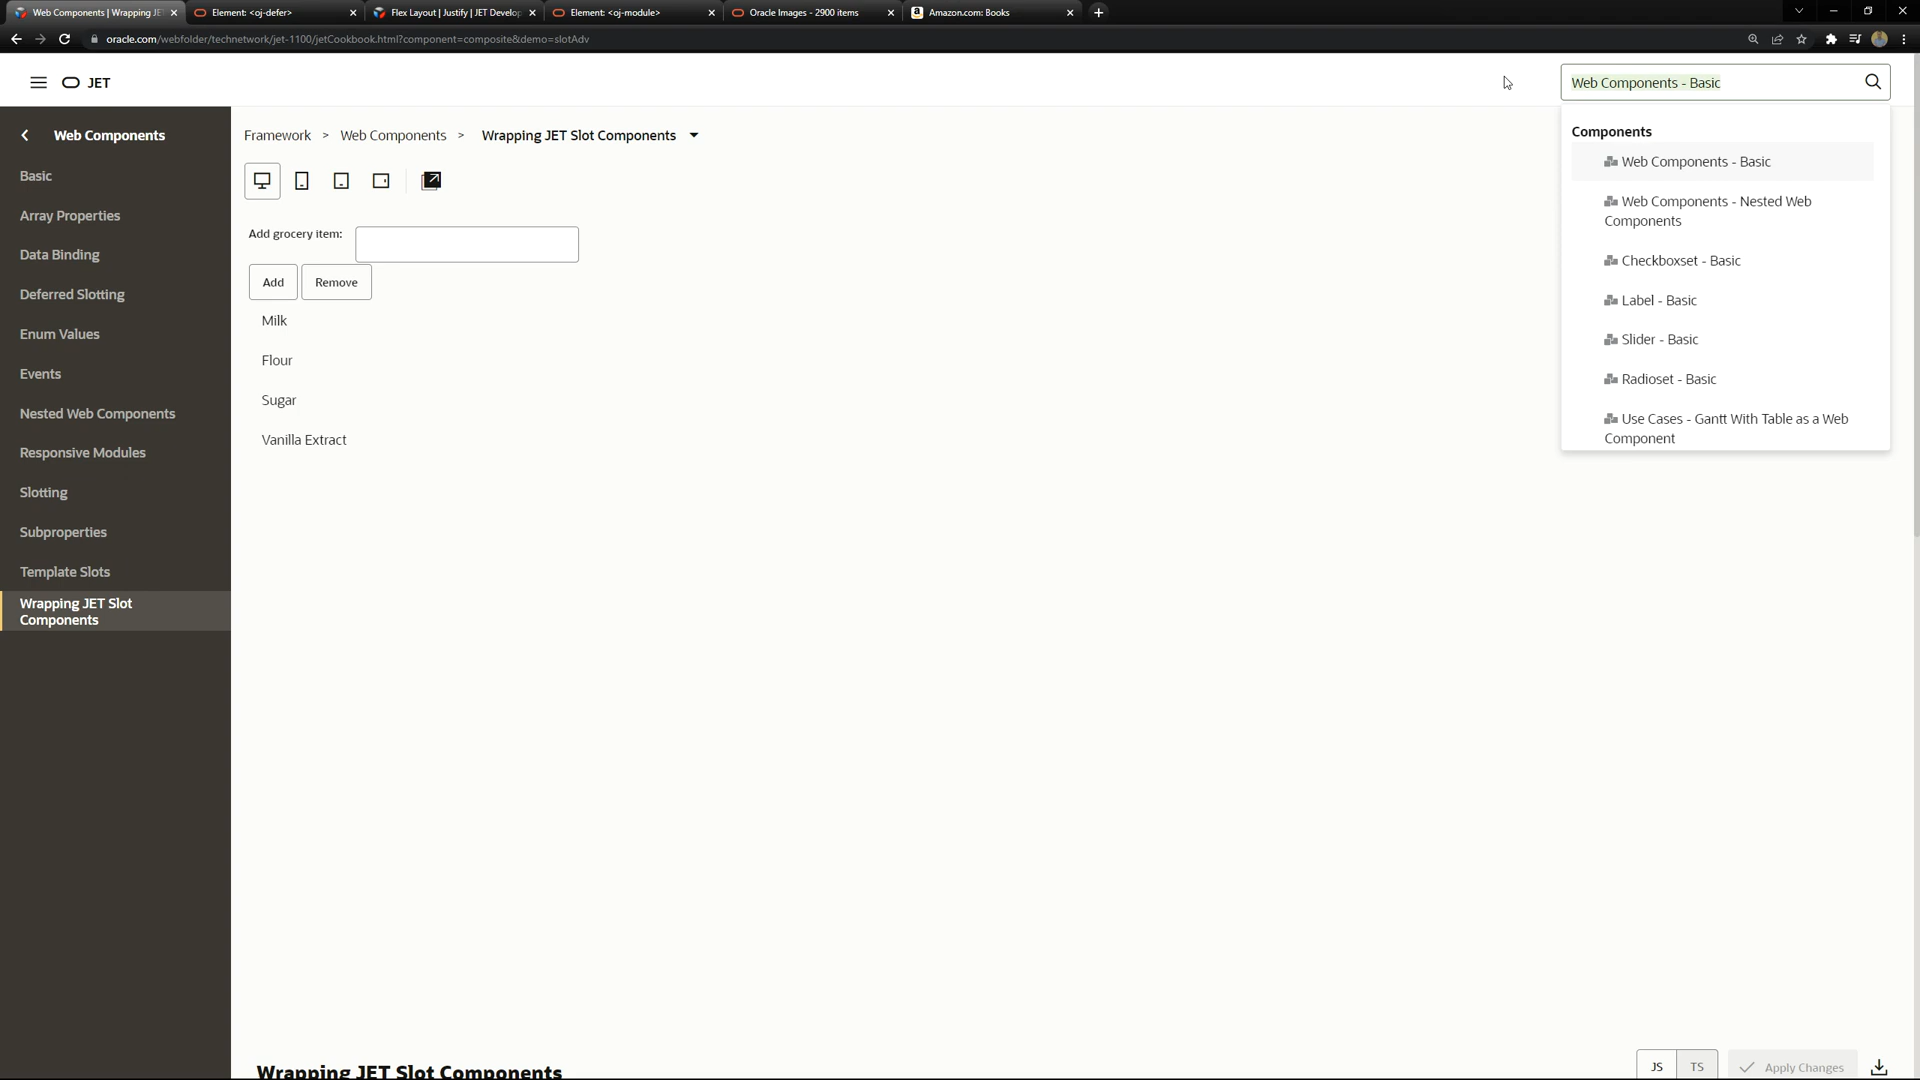 Web Components | Wrapping JE
Element: <oj-defer>
Flex Layout | Justify | JET Develop
Element: <oj-module>
Oracle Images - 2900 items
Amazon.com: Books
oracle.com/webfolder/technetwork/jet-1100/jetCookbook.html?component=composite&demo=slotAdv
JET
Web Components - Basic
Web Components
Basic
Array Properties
Data Binding
Deferred Slotting
Enum Values
Events
Nested Web Components
Responsive Modules
Slotting
Subproperties
Template Slots
Wrapping JET Slot
Components
Framework > Web Components > Wrapping JET Slot Components
Add grocery item:
Add Remove
Milk
Flour
Sugar
Vanilla Extract
Components
Web Components - Basic
Web Components - Nested Web
Components
Checkboxset - Basic
Label - Basic
Slider - Basic
Radioset - Basic
Use Cases - Gantt With Table as a Web
Component
Wrapping JET Slot Components
JS TS Apply Changes